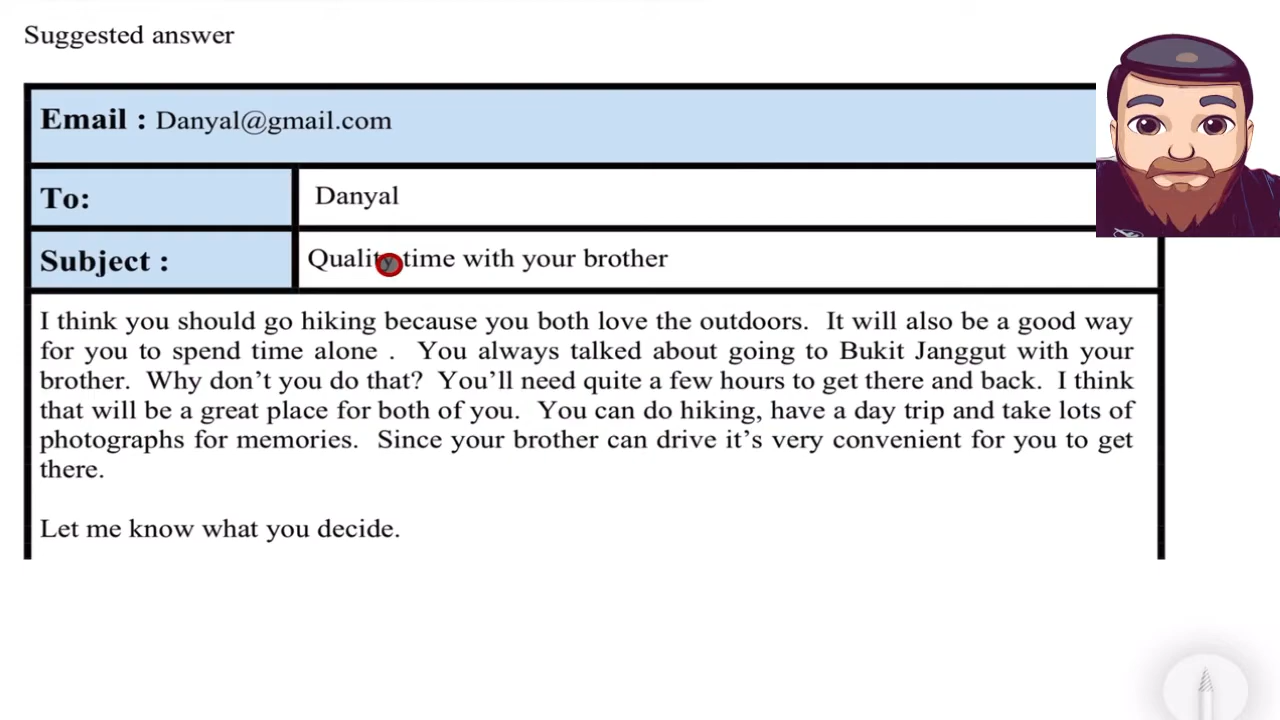 Suggested answer
Email : Danyal@gmail.com
To: Danyal
Subject : Quality time with your brother
I think you should go hiking because you both love the outdoors. It will also be a good way
for you to spend time alone . You always talked about going to Bukit Janggut with your
brother. Why don’t you do that? You’ll need quite a few hours to get there and back. I think
that will be a great place for both of you. You can do hiking, have a day trip and take lots of
photographs for memories. Since your brother can drive it’s very convenient for you to get
there.
Let me know what you decide.